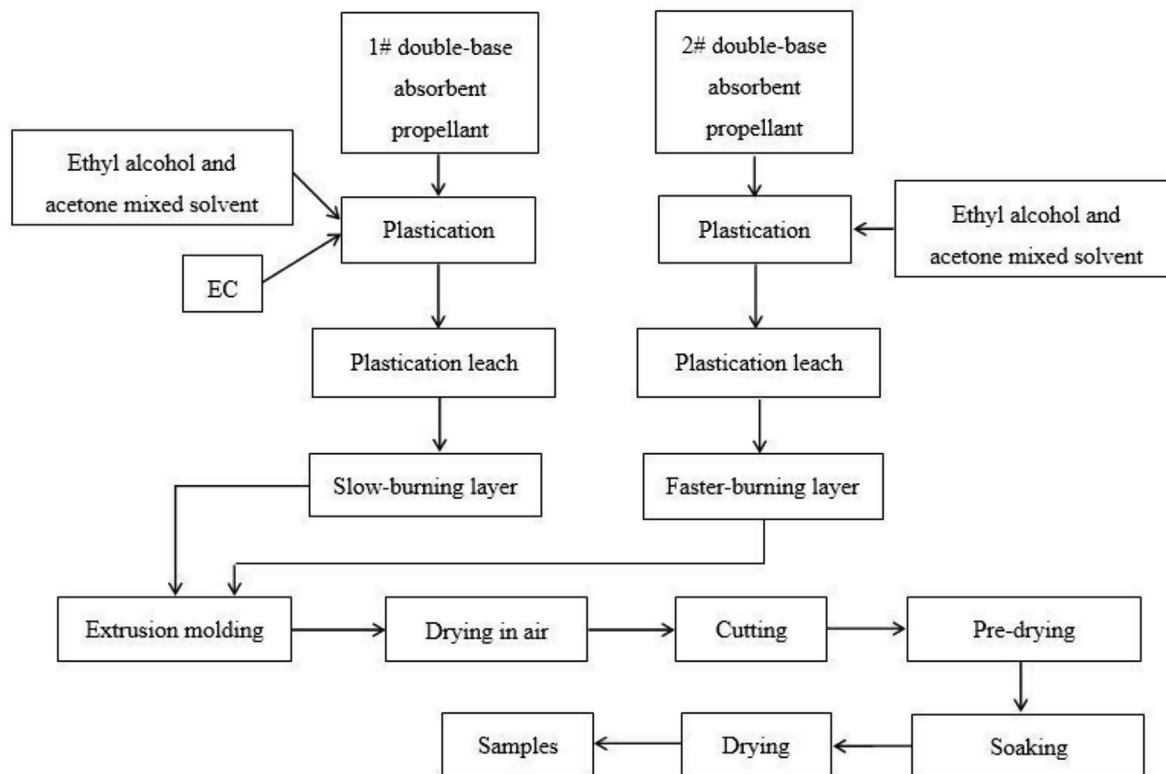 1# double-base
absorbent
propellant
2# double-base
absorbent
propellant
Ethyl alcohol and
acetone mixed solvent
Plastication
Plastication
Ethyl alcohol and
acetone mixed solvent
EC
Plastication leach
Plastication leach
Slow-burning layer
Faster-burning layer
Extrusion molding
Drying in air
Cutting
Pre-drying
Samples
Drying
Soaking